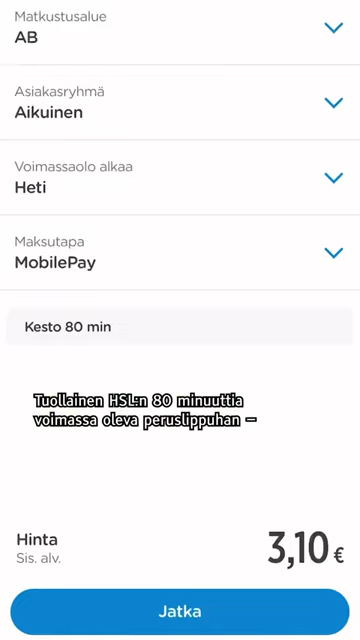 Matkustusalue
AB
Asiakasryhmä
Aikuinen
Voimassaolo alkaa
Heti
Maksutapa
MobilePay
Kesto 80 min
Tuollainen HSL:n 80 minuuttia
voimassa oleva peruslippuhan –
Hinta
Sis. alv.
3,10 €
Jatka